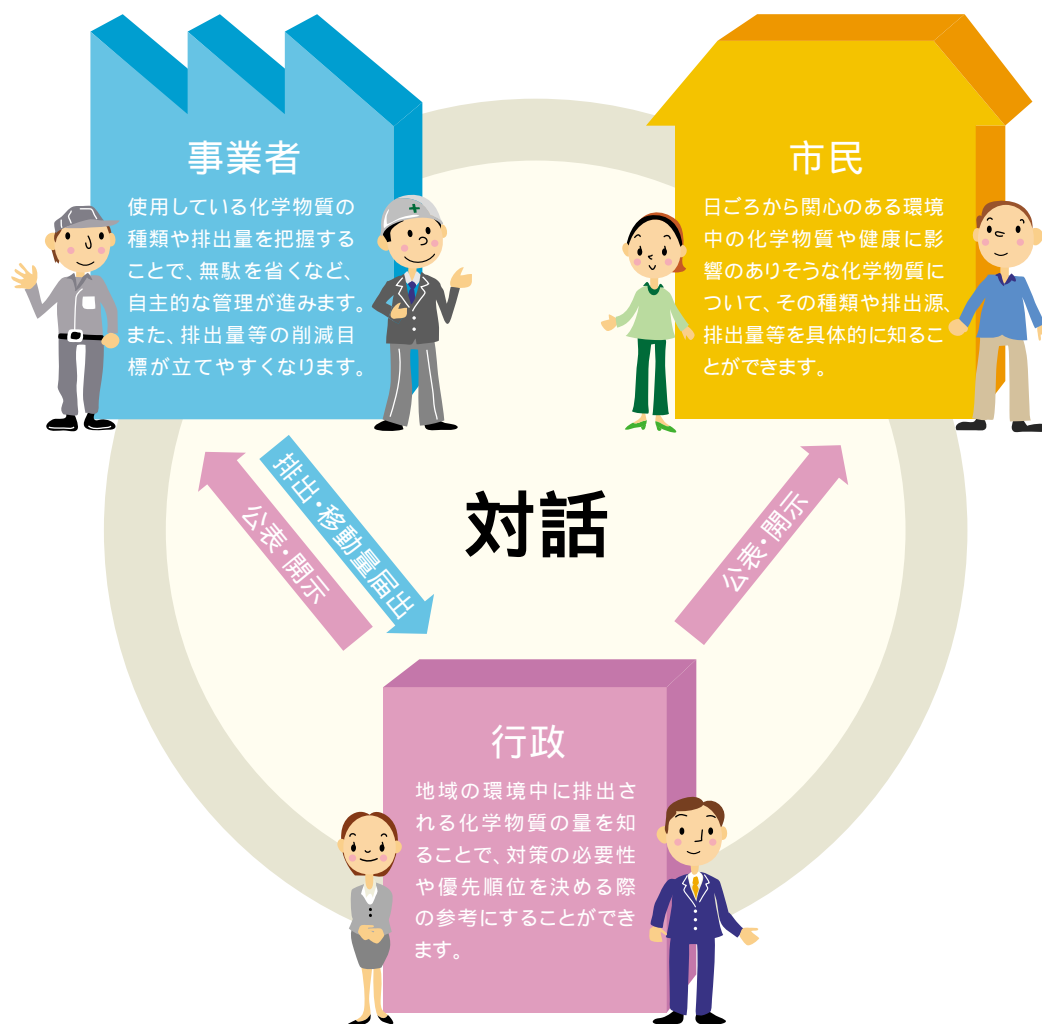 事業者
使用している化学物質の
種類や排出量を把握する
ことで、無駄を省くなど、
自主的な管理が進みます。
また、排出量等の削減目
標が立てやすくなります。
市民
日ごろから関心のある環境
中の化学物質や健康に影
響のありそうな化学物質に
ついて、その種類や排出源、
排出量等を具体的に知るこ
とができます。
排出・移動量届出
公表・開示
対話
公表・開示
行政
地域の環境中に排出さ
れる化学物質の量を知
ることで、対策の必要性
や優先順位を決める際
の参考にすることができ
ます。